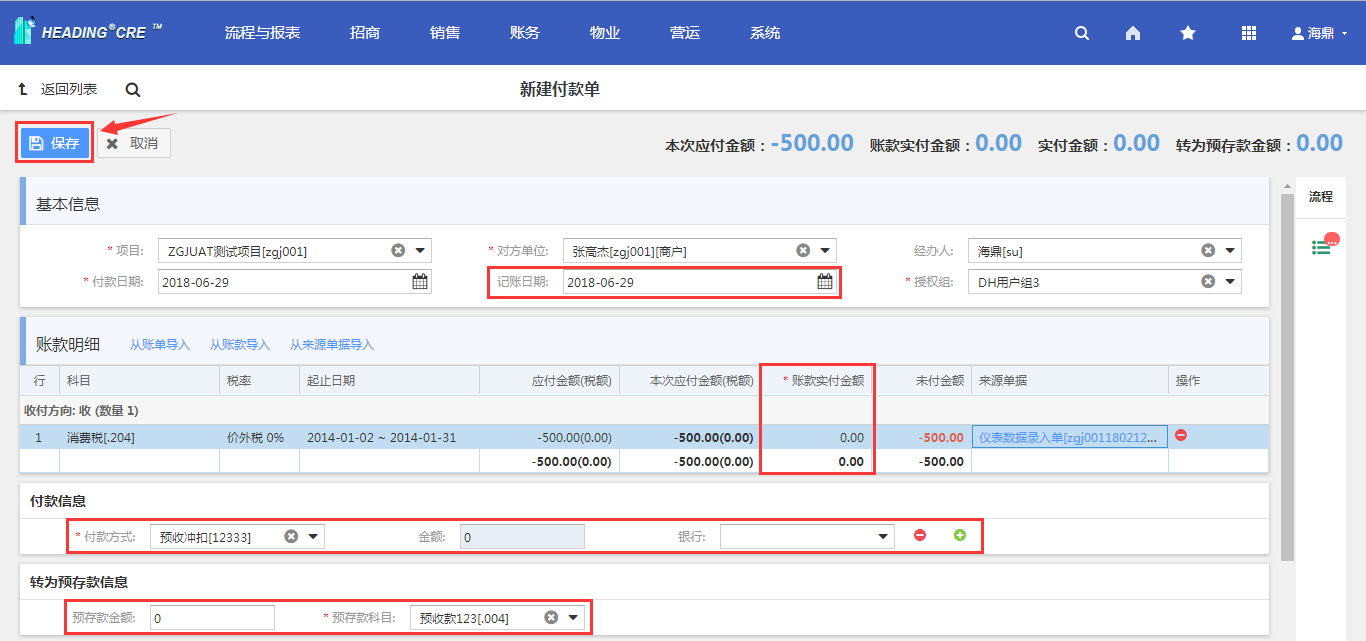 HEADING®CRE ™ 流程与报表 招商 销售 账务 物业 营运 系统 海鼎
返回列表 新建付款单
保存 取消 本次应付金额：-500.00 账款实付金额：0.00 实付金额：0.00 转为预存款金额：0.00
基本信息 流程
* 项目: ZGJUAT测试项目[zgj001] * 对方单位: 张高杰[zgj001][商户] 经办人: 海鼎[su]
* 付款日期: 2018-06-29 记账日期: 2018-06-29 * 授权组: DH用户组3
账款明细 从账单导入 从账款导入 从来源单据导入
行 科目 税率 起止日期 应付金额(税额) 本次应付金额(税额) * 账款实付金额 未付金额 来源单据 操作
收付方向: 收 (数量 1)
1 消费税[.204] 价外税 0% 2014-01-02 ~ 2014-01-31 -500.00(0.00) -500.00(0.00) 0.00 -500.00 仪表数据录入单[zgj001180212...
-500.00(0.00) -500.00(0.00) 0.00 -500.00
付款信息
* 付款方式: 预收冲扣[12333] 金额: 0 银行:
转为预存款信息
预存款金额: 0 * 预存款科目: 预收款123[.004]